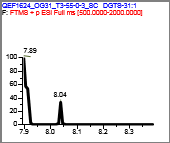 QEF1624_OG31_T3-55-0-3_SC DGT8-31:1
F: FTMS + p ESI Full ms [500.0000-2000.0000]
7.89
100
8.04
80
60
40
20
0
7.9 8.0 8.1 8.2 8.3